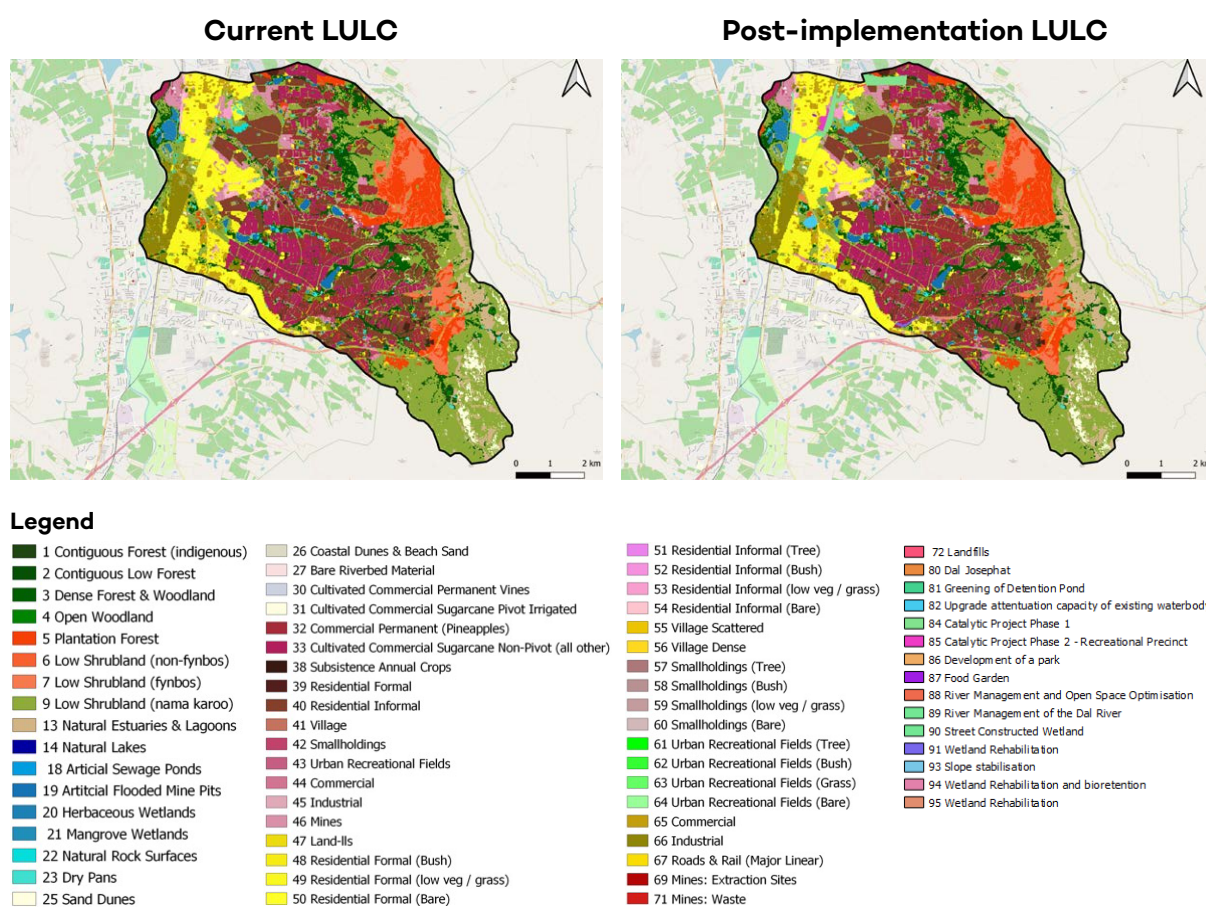 Current LULC
Post-implementation LULC
0 1 2 km
0 1 2 km
Legend
1 Contiguous Forest (indigenous)
2 Contiguous Low Forest
3 Dense Forest & Woodland
4 Open Woodland
5 Plantation Forest
6 Low Shrubland (non-fynbos)
7 Low Shrubland (fynbos)
9 Low Shrubland (nama karoo)
13 Natural Estuaries & Lagoons
14 Natural Lakes
18 Articial Sewage Ponds
19 Artitcial Flooded Mine Pits
20 Herbaceous Wetlands
21 Mangrove Wetlands
22 Natural Rock Surfaces
23 Dry Pans
25 Sand Dunes
26 Coastal Dunes & Beach Sand
27 Bare Riverbed Material
30 Cultivated Commercial Permanent Vines
31 Cultivated Commercial Sugarcane Pivot Irrigated
32 Commercial Permanent (Pineapples)
33 Cultivated Commercial Sugarcane Non-Pivot (all other)
38 Subsistence Annual Crops
39 Residential Formal
40 Residential Informal
41 Village
42 Smallholdings
43 Urban Recreational Fields
44 Commercial
45 Industrial
46 Mines
47 Land-lls
48 Residential Formal (Bush)
49 Residential Formal (low veg / grass)
50 Residential Formal (Bare)
51 Residential Informal (Tree)
52 Residential Informal (Bush)
53 Residential Informal (low veg / grass)
54 Residential Informal (Bare)
55 Village Scattered
56 Village Dense
57 Smallholdings (Tree)
58 Smallholdings (Bush)
59 Smallholdings (low veg / grass)
60 Smallholdings (Bare)
61 Urban Recreational Fields (Tree)
62 Urban Recreational Fields (Bush)
63 Urban Recreational Fields (Grass)
64 Urban Recreational Fields (Bare)
65 Commercial
66 Industrial
67 Roads & Rail (Major Linear)
69 Mines: Extraction Sites
71 Mines: Waste
72 Landfills
80 Dal Josephat
81 Greening of Detention Pond
82 Upgrade attentuation capacity of existing waterbody
84 Catalytic Project Phase 1
85 Catalytic Project Phase 2 - Recreational Precinct
86 Development of a park
87 Food Garden
88 River Management and Open Space Optimisation
89 River Management of the Dal River
90 Street Constructed Wetland
91 Wetland Rehabilitation
93 Slope stabilisation
94 Wetland Rehabilitation and bioretention
95 Wetland Rehabilitation